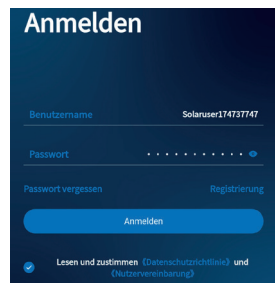 Anmelden
Benutzername Solaruser174737747
Passwort ...........
Passwort vergessen Registrierung
Anmelden
Lesen und zustimmen 《Datenschutzrichtlinie》 und
《Nutzervereinbarung》